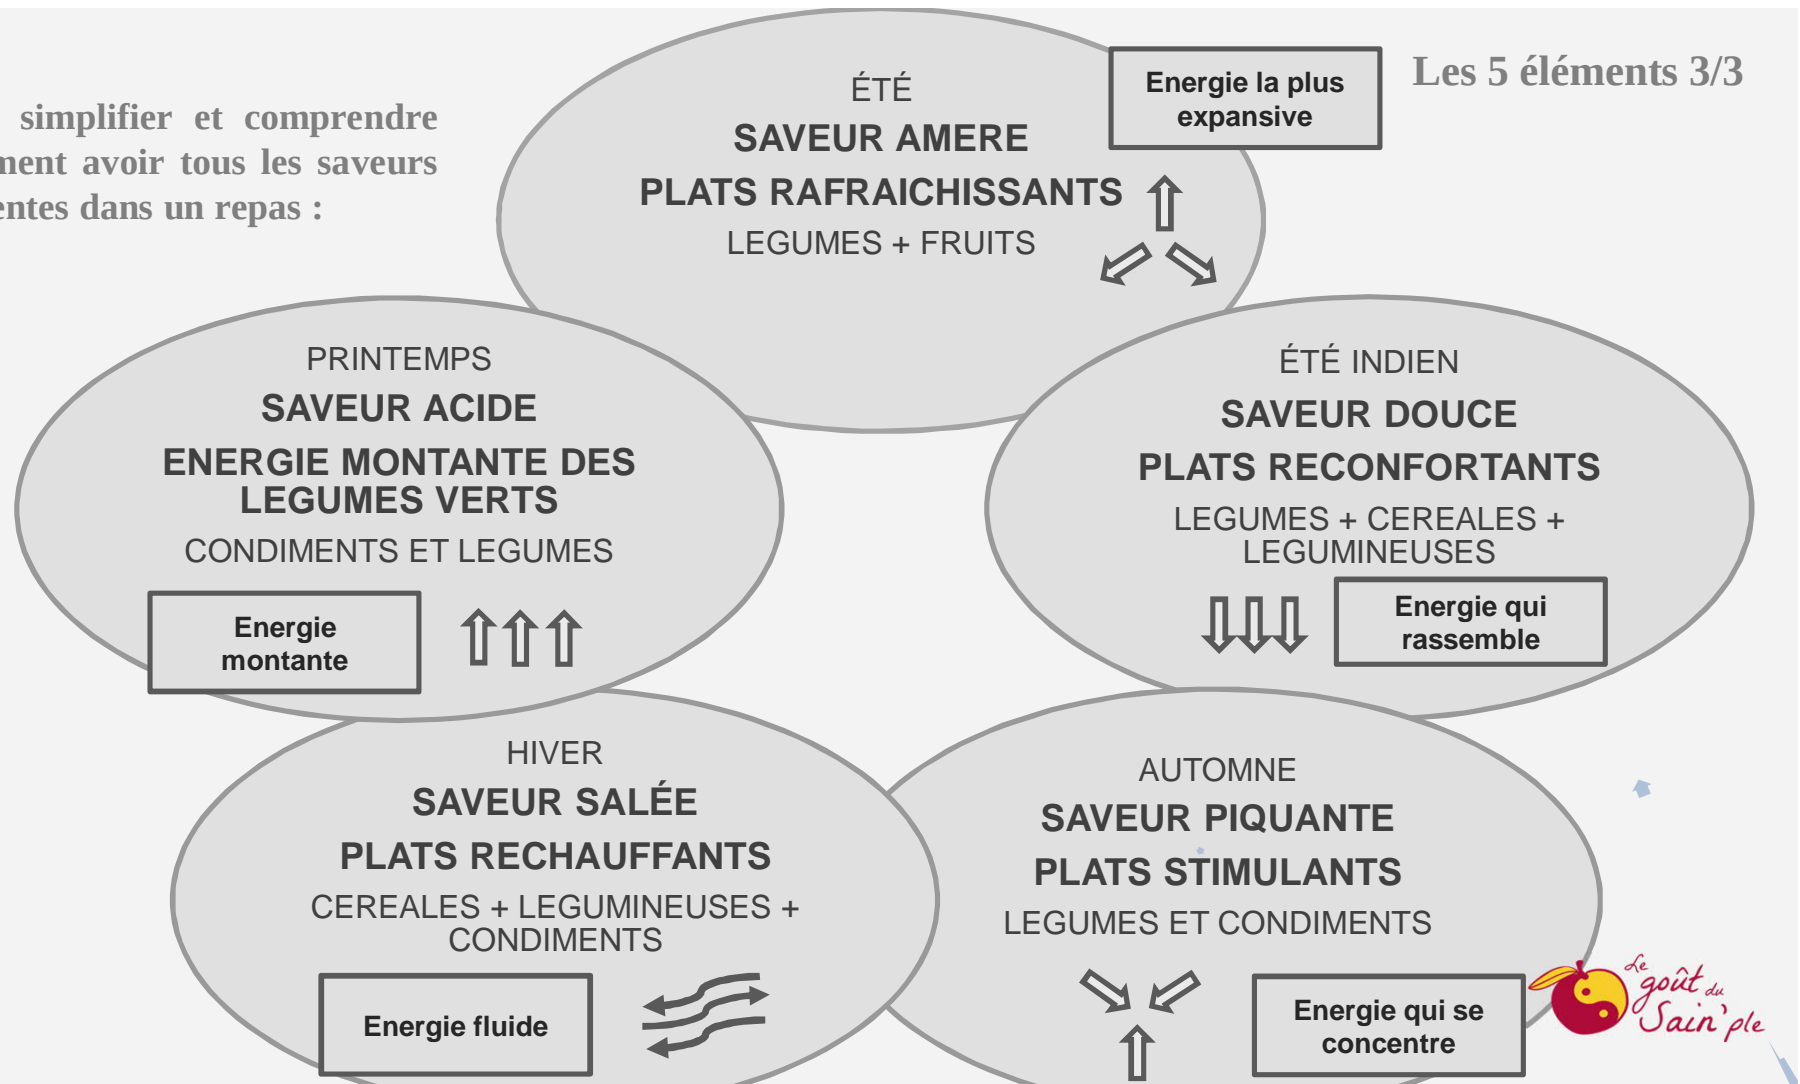 Les 5 éléments 3/3
simplifier et comprendre
avoir tous les saveurs
dans un repas :
ÉTÉ
SAVEUR AMERE
PLATS RAFRAICHISSANTS
LEGUMES + FRUITS
Energie la plus
expansive
PRINTEMPS
SAVEUR ACIDE
ENERGIE MONTANTE DES
LEGUMES VERTS
CONDIMENTS ET LEGUMES
Energie
montante
ÉTÉ INDIEN
SAVEUR DOUCE
PLATS RECONFORTANTS
LEGUMES + CEREALES +
LEGUMINEUSES
Energie qui
rassemble
HIVER
SAVEUR SALÉE
PLATS RECHAUFFANTS
CEREALES + LEGUMINEUSES +
CONDIMENTS
Energie fluide
AUTOMNE
SAVEUR PIQUANTE
PLATS STIMULANTS
LEGUMES ET CONDIMENTS
Energie qui se
concentre
Le
goût du
Sain'ple